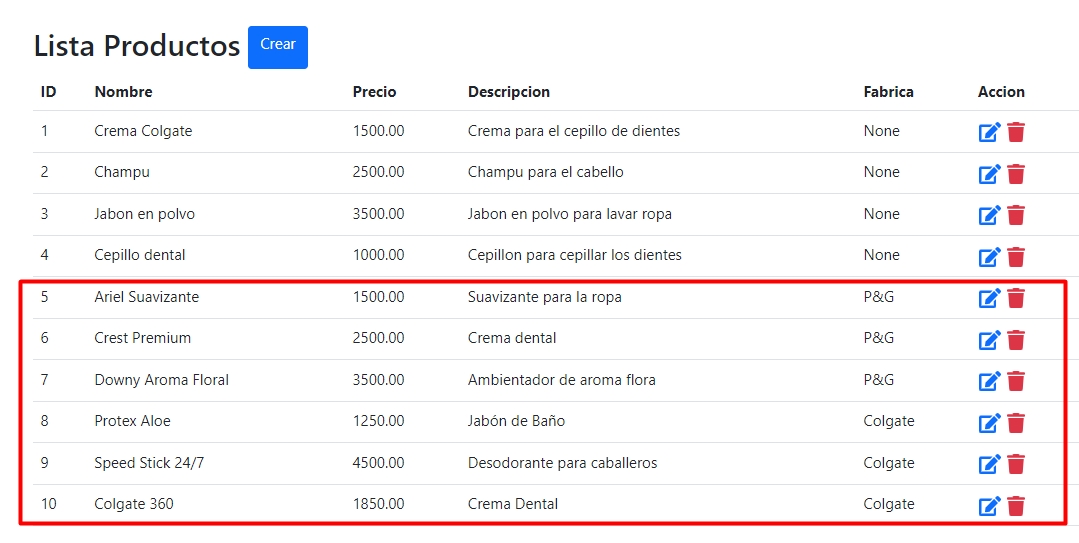 Lista Productos Crear
ID Nombre Precio Descripcion Fabrica Accion
1 Crema Colgate 1500.00 Crema para el cepillo de dientes None
2 Champu 2500.00 Champu para el cabello None
3 Jabon en polvo 3500.00 Jabon en polvo para lavar ropa None
4 Cepillo dental 1000.00 Cepillon para cepillar los dientes None
5 Ariel Suavizante 1500.00 Suavizante para la ropa P&G
6 Crest Premium 2500.00 Crema dental P&G
7 Downy Aroma Floral 3500.00 Ambientador de aroma flora P&G
8 Protex Aloe 1250.00 Jabón de Baño Colgate
9 Speed Stick 24/7 4500.00 Desodorante para caballeros Colgate
10 Colgate 360 1850.00 Crema Dental Colgate